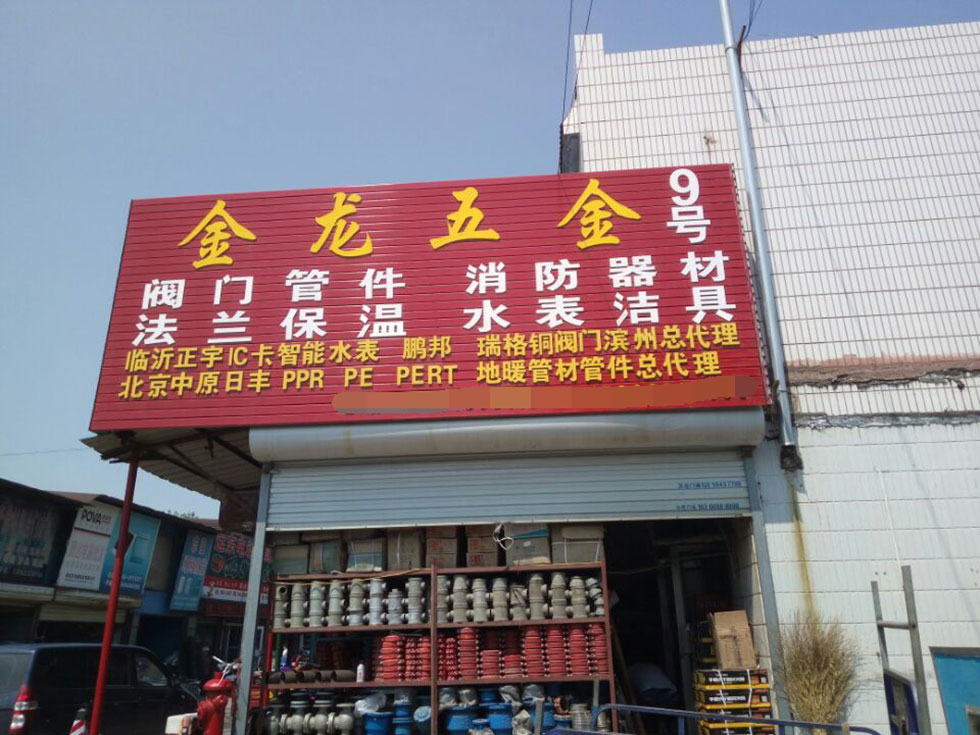 金龙五金 9号
阀门管件 消防器材
法兰保温 水表洁具
临沂正宇IC卡智能水表 鹏邦 瑞格铜阀门滨州总代理
北京中原日丰 PPR PE PERT 地暖管材管件总代理
POVA